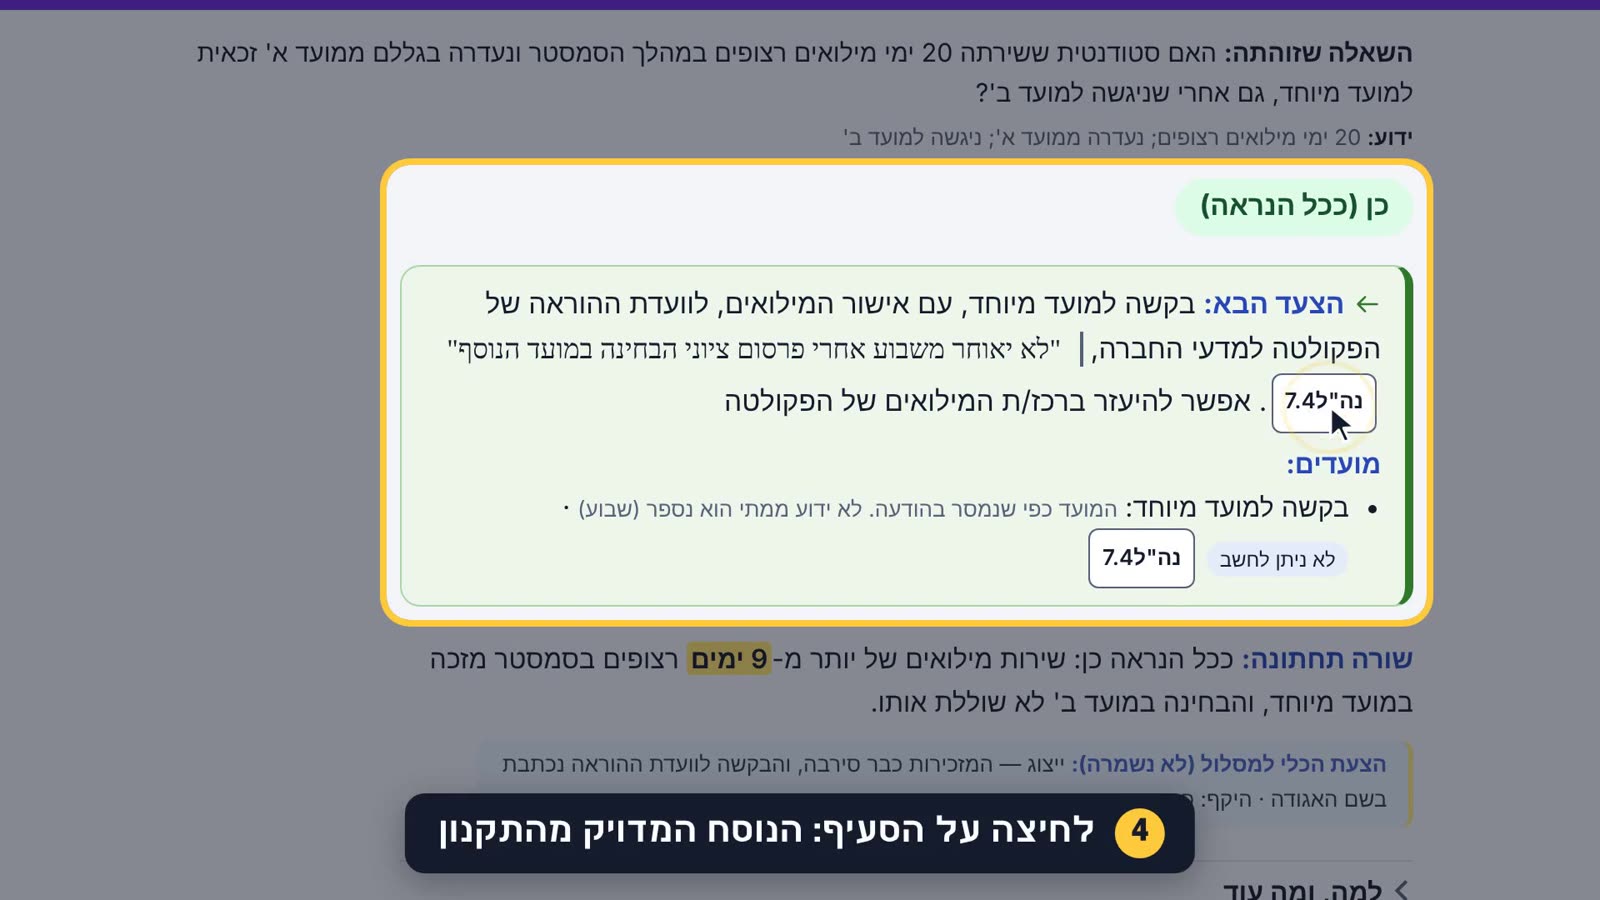 השאלה שזוהתה: האם סטודנטית ששירתה 20 ימי מילואים רצופים במהלך הסמסטר ונעדרה בגללם ממועד א' זכאית
למועד מיוחד, גם אחרי שניגשה למועד ב'?
ידוע: 20 ימי מילואים רצופים; נעדרה ממועד א'; ניגשה למועד ב'
כן (ככל הנראה)
← הצעד הבא: בקשה למועד מיוחד, עם אישור המילואים, לוועדת ההוראה של
הפקולטה למדעי החברה, "לא יאוחר משבוע אחרי פרסום ציוני הבחינה במועד הנוסף"
נה"ל7.4 . אפשר להיעזר ברכז/ת המילואים של הפקולטה
מועדים:
• בקשה למועד מיוחד: המועד כפי שנמסר בהודעה. לא ידוע ממתי הוא נספר (שבוע) ·
לא ניתן לחשב נה"ל7.4
שורה תחתונה: ככל הנראה כן: שירות מילואים של יותר מ-9 ימים רצופים בסמסטר מזכה
במועד מיוחד, והבחינה במועד ב' לא שוללת אותו.
הצעת הכלי למסלול (לא נשמרה): ייצוג — המזכירות כבר סירבה, והבקשה לוועדת ההוראה נכתבת
בשם האגודה · היקף:
4 לחיצה על הסעיף: הנוסח המדויק מהתקנון
למה, ומה עוד